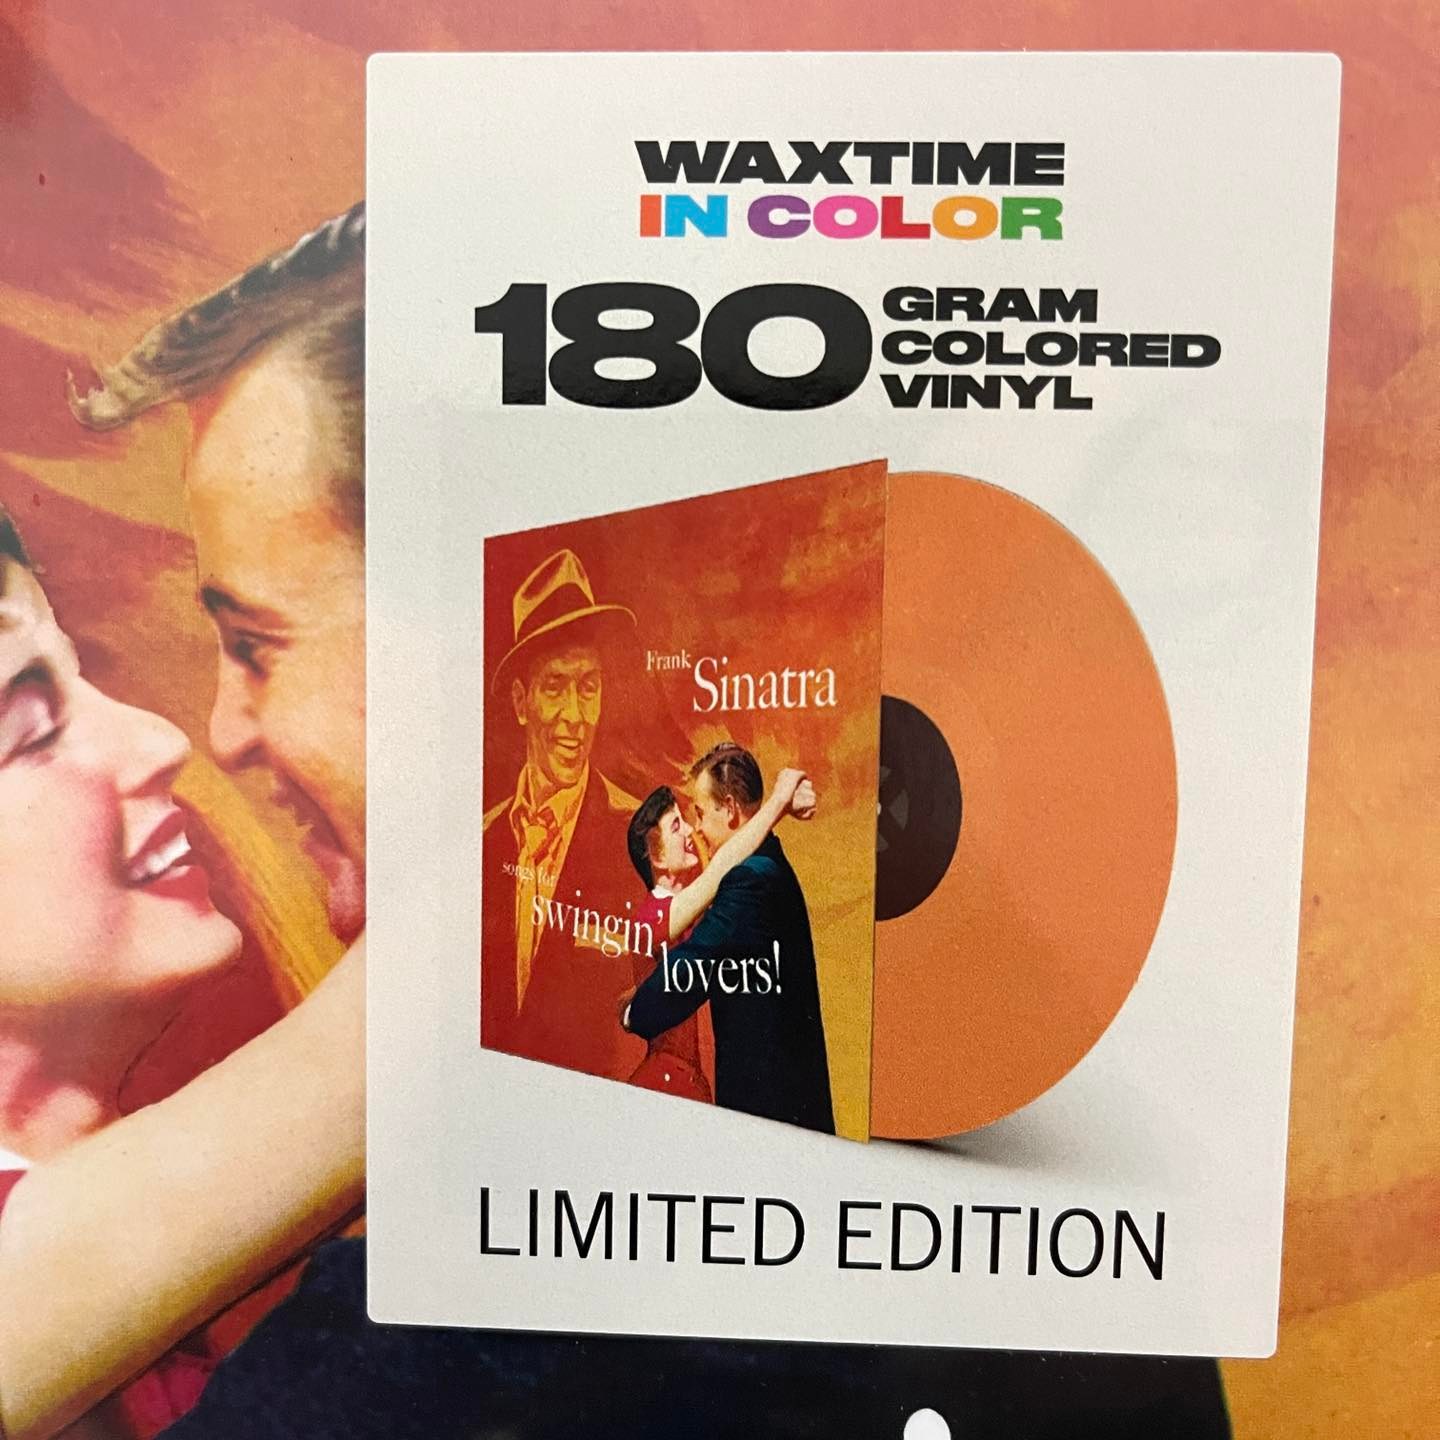 WAXTIME
IN COLOR
180 GRAM
COLORED
VINYL
Frank
Sinatra
songs for
swingin'
lovers!
LIMITED EDITION